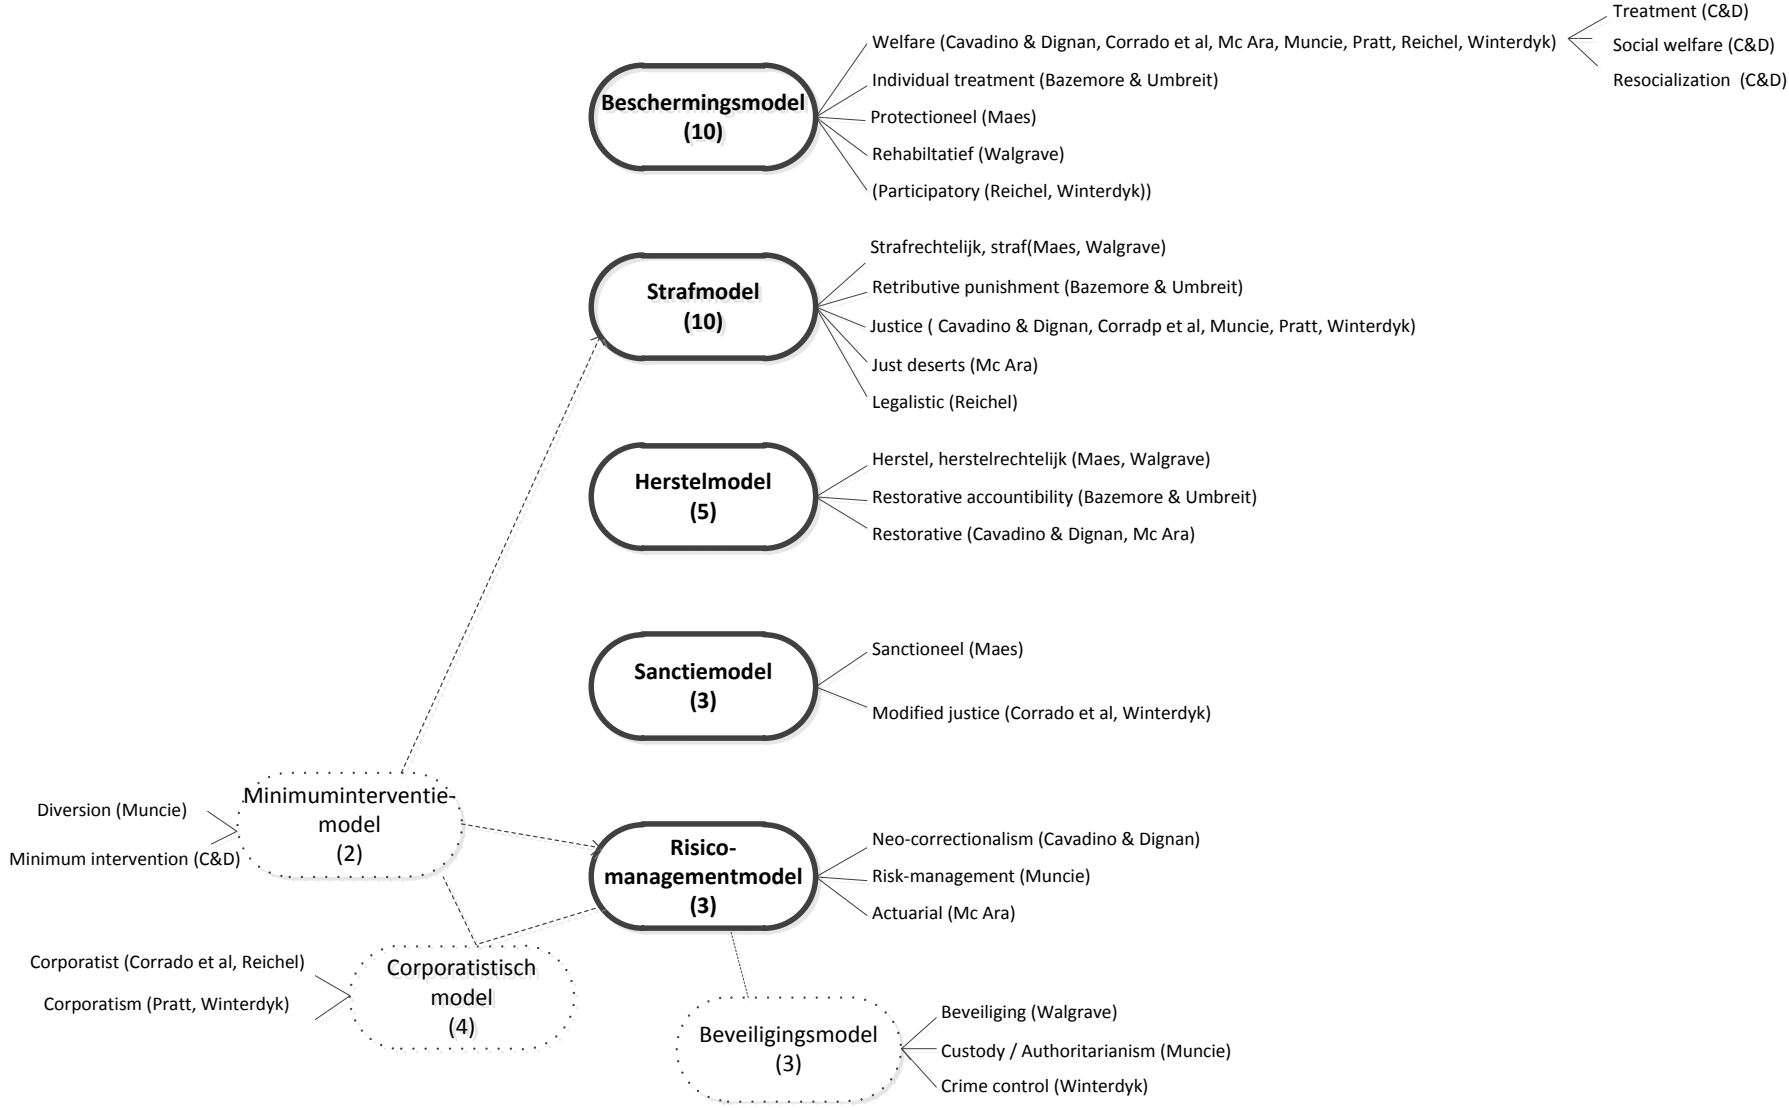 Treatment (C&D)
Welfare (Cavadino & Dignan, Corrado et al, Mc Ara, Muncie, Pratt, Reichel, Winterdyk)
Social welfare (C&D)
Resocialization (C&D)
Beschermingsmodel
(10)
Individual treatment (Bazemore & Umbreit)
Protectioneel (Maes)
Rehabiltatief (Walgrave)
(Participatory (Reichel, Winterdyk))
Strafmodel
(10)
Strafrechtelijk, straf(Maes, Walgrave)
Retributive punishment (Bazemore & Umbreit)
Justice ( Cavadino & Dignan, Corradp et al, Muncie, Pratt, Winterdyk)
Just deserts (Mc Ara)
Legalistic (Reichel)
Herstelmodel
(5)
Herstel, herstelrechtelijk (Maes, Walgrave)
Restorative accountibility (Bazemore & Umbreit)
Restorative (Cavadino & Dignan, Mc Ara)
Sanctiemodel
(3)
Sanctioneel (Maes)
Modified justice (Corrado et al, Winterdyk)
Diversion (Muncie)
Minimum intervention (C&D)
Minimuminterventie-
model
(2)
Risico-
managementmodel
(3)
Neo-correctionalism (Cavadino & Dignan)
Risk-management (Muncie)
Actuarial (Mc Ara)
Corporatist (Corrado et al, Reichel)
Corporatism (Pratt, Winterdyk)
Corporatistisch
model
(4)
Beveiligingsmodel
(3)
Beveiliging (Walgrave)
Custody / Authoritarianism (Muncie)
Crime control (Winterdyk)